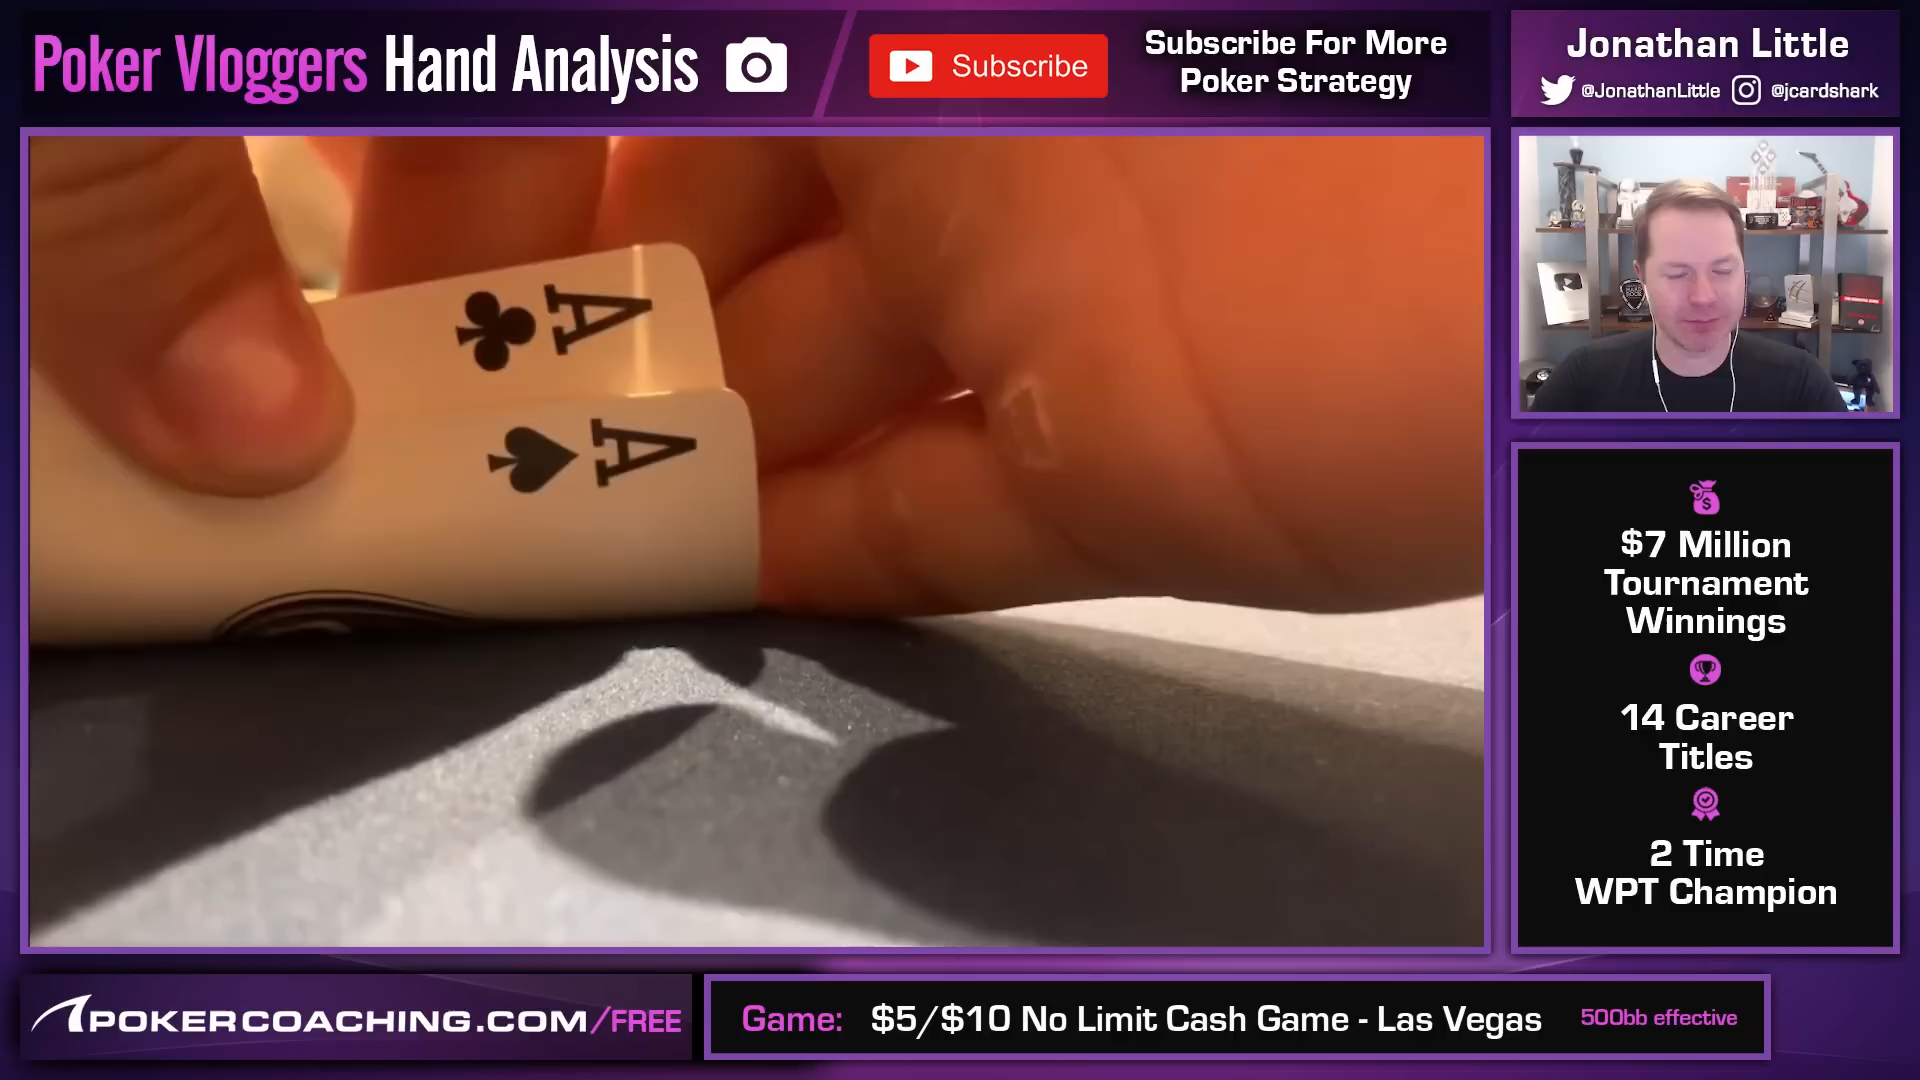 Poker Vloggers Hand Analysis
Subscribe
Subscribe For More
Poker Strategy
Jonathan Little
@JonathanLittle @jcardshark
A
A
$7 Million
Tournament
Winnings
14 Career
Titles
2 Time
WPT Champion
POKERCOACHING.COM/FREE
Game: $5/$10 No Limit Cash Game - Las Vegas 500bb effective